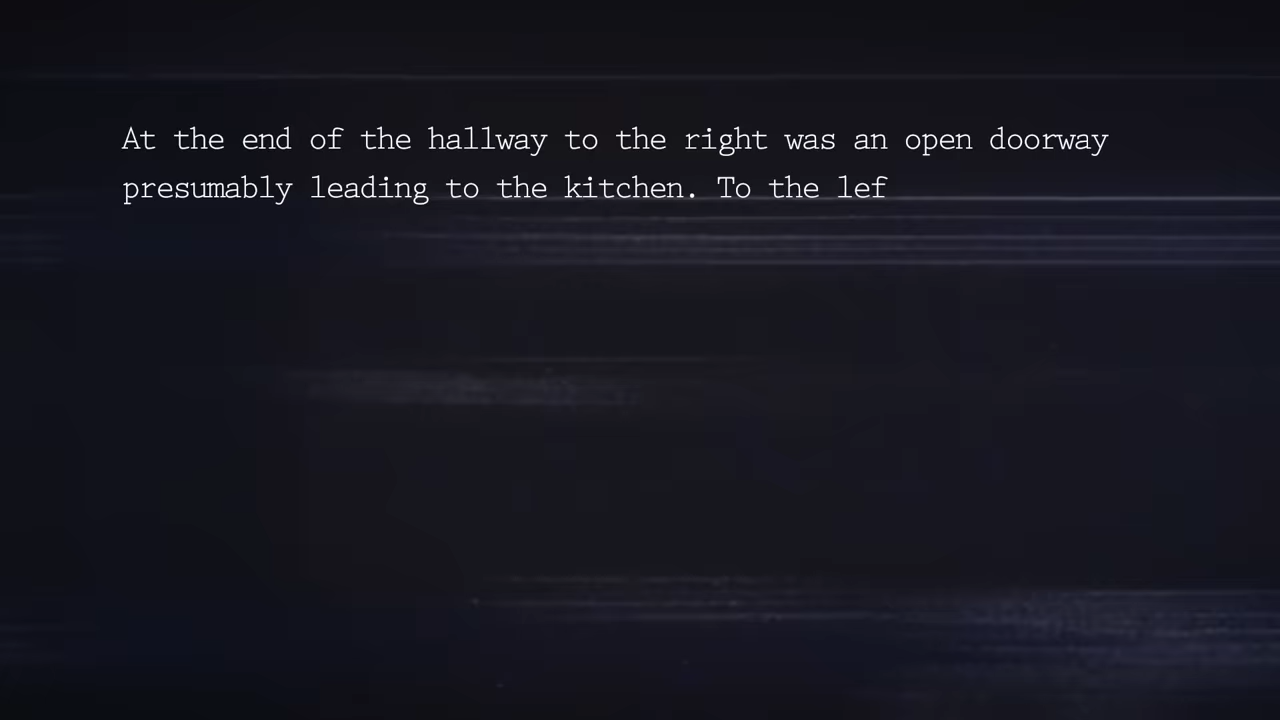 At the end of the hallway to the right was an open doorway
presumably leading to the kitchen. To the lef